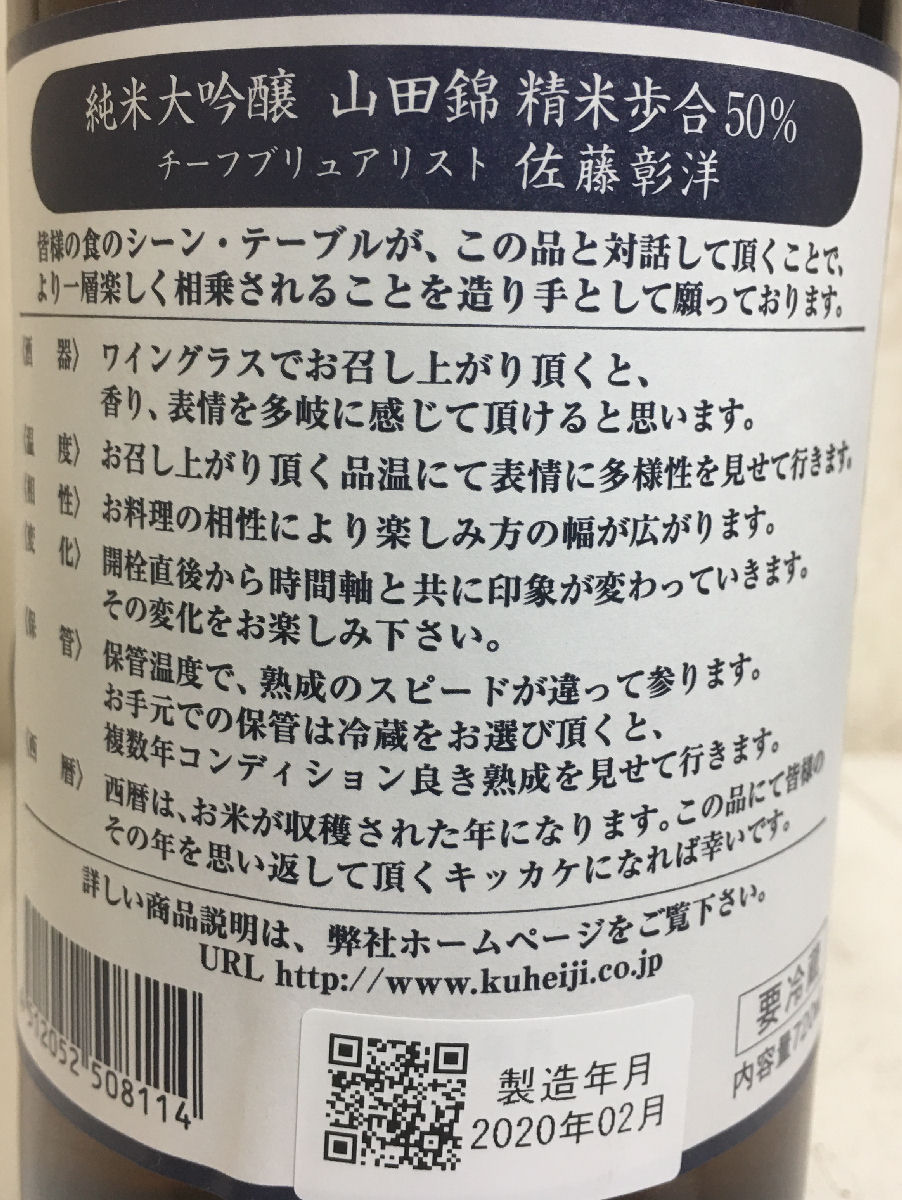 純米大吟醸 山田錦 精米歩合50%
チーフブリュアリスト 佐藤彰洋
皆様の食のシーン・テーブルが、この品と対話して頂くことで、
より一層楽しく相乗されることを造り手として願っております。
〈酒 器〉 ワイングラスでお召し上がり頂くと、
香り、表情を多岐に感じて頂けると思います。
〈温 度〉 お召し上がり頂く品温にて表情に多様性を見せて行きます。
〈相 性〉 お料理の相性により楽しみ方の幅が広がります。
〈変 化〉 開栓直後から時間軸と共に印象が変わっていきます。
その変化をお楽しみ下さい。
〈保 管〉 保管温度で、熟成のスピードが違って参ります。
お手元での保管は冷蔵をお選び頂くと、
複数年コンディション良き熟成を見せて行きます。
〈西 暦〉 西暦は、お米が収穫された年になります。この品にて皆様の
その年を思い返して頂くキッカケになれば幸いです。
詳しい商品説明は、弊社ホームページをご覧下さい。
URL http://www.kuheiji.co.jp
要冷蔵
内容量720
4512052 508114
製造年月
2020年02月